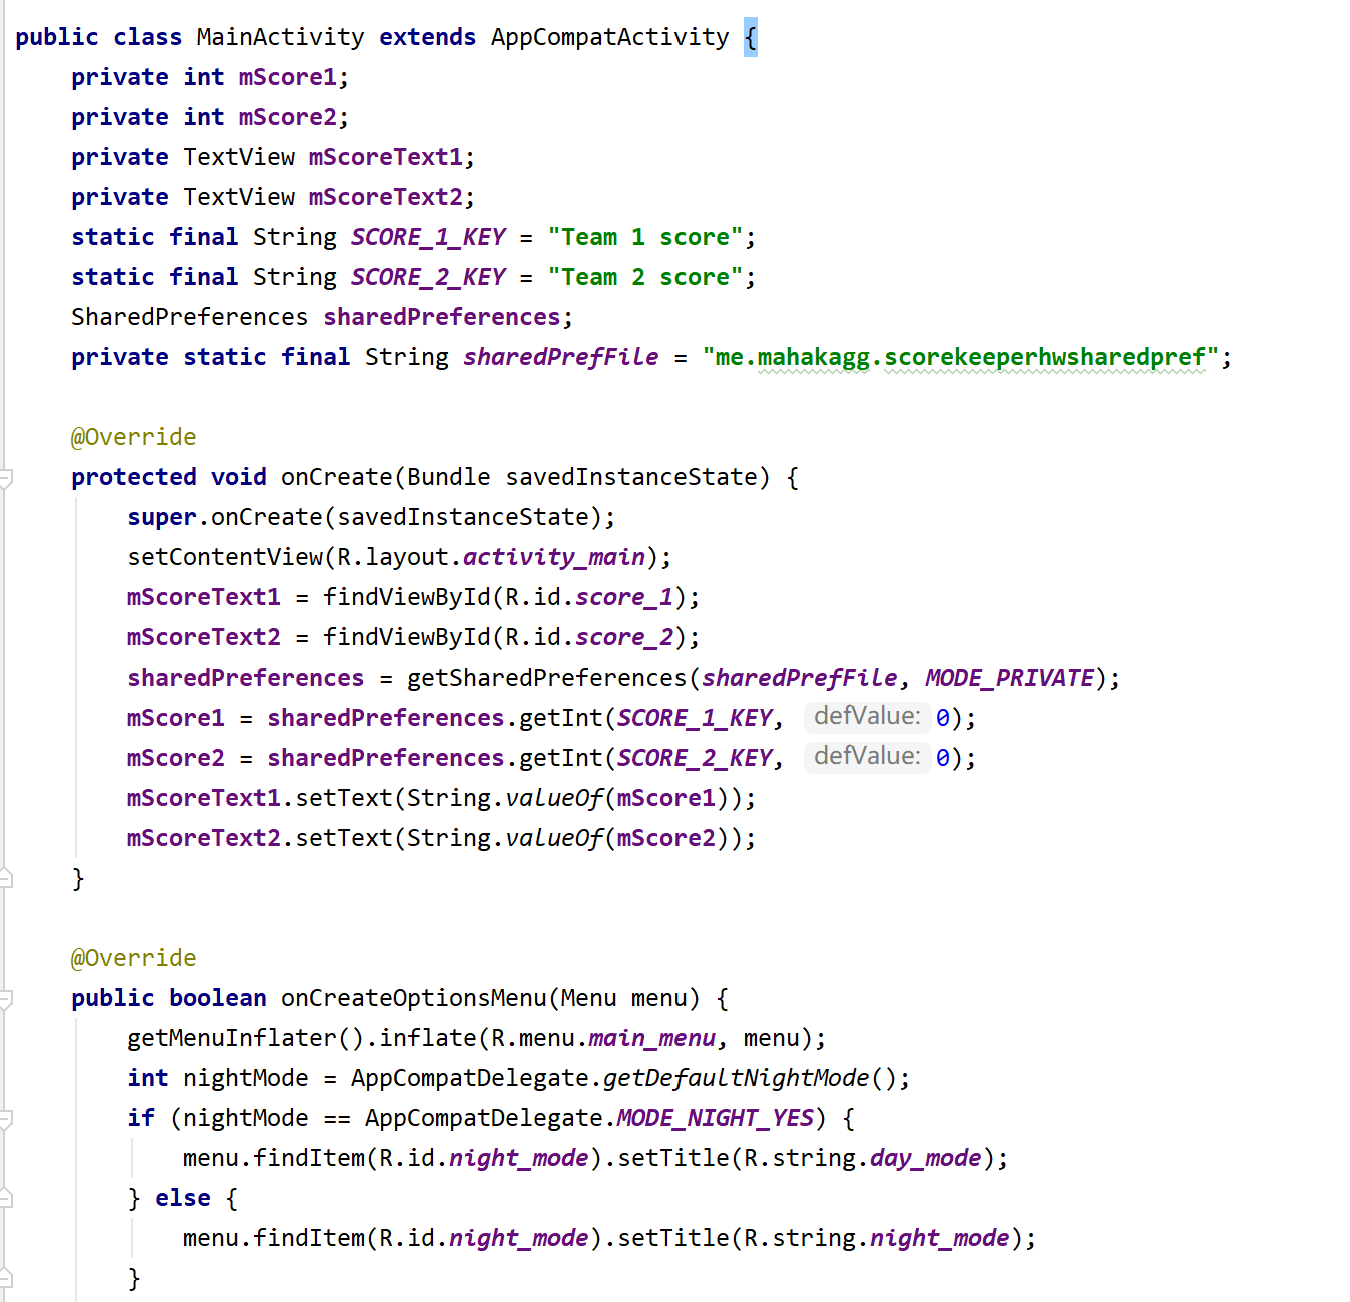 public class MainActivity extends AppCompatActivity {
    private int mScore1;
    private int mScore2;
    private TextView mScoreText1;
    private TextView mScoreText2;
    static final String SCORE_1_KEY = "Team 1 score";
    static final String SCORE_2_KEY = "Team 2 score";
    SharedPreferences sharedPreferences;
    private static final String sharedPrefFile = "me.mahakagg.scorekeeperhwsharedpref";

    @Override
    protected void onCreate(Bundle savedInstanceState) {
        super.onCreate(savedInstanceState);
        setContentView(R.layout.activity_main);
        mScoreText1 = findViewById(R.id.score_1);
        mScoreText2 = findViewById(R.id.score_2);
        sharedPreferences = getSharedPreferences(sharedPrefFile, MODE_PRIVATE);
        mScore1 = sharedPreferences.getInt(SCORE_1_KEY, defValue: 0);
        mScore2 = sharedPreferences.getInt(SCORE_2_KEY, defValue: 0);
        mScoreText1.setText(String.valueOf(mScore1));
        mScoreText2.setText(String.valueOf(mScore2));
    }

    @Override
    public boolean onCreateOptionsMenu(Menu menu) {
        getMenuInflater().inflate(R.menu.main_menu, menu);
        int nightMode = AppCompatDelegate.getDefaultNightMode();
        if (nightMode == AppCompatDelegate.MODE_NIGHT_YES) {
            menu.findItem(R.id.night_mode).setTitle(R.string.day_mode);
        } else {
            menu.findItem(R.id.night_mode).setTitle(R.string.night_mode);
        }